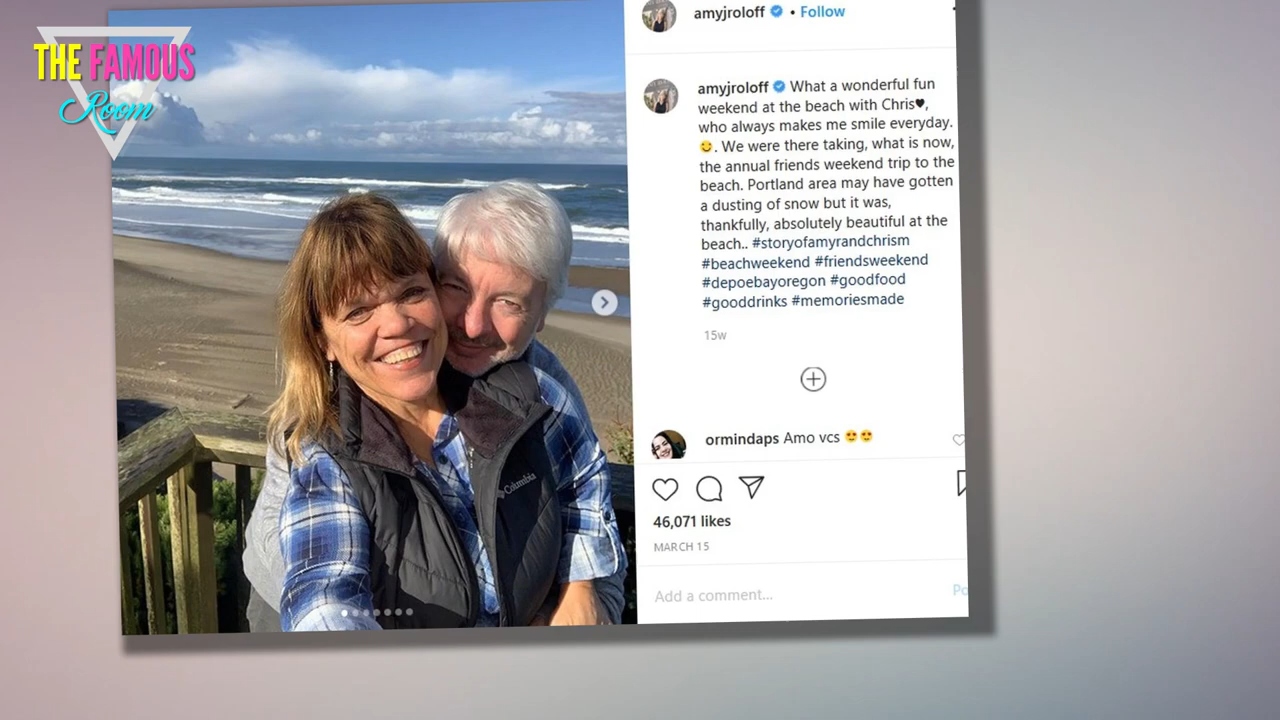 THE FAMOUS
Room
amyjroloff • Follow
amyjroloff What a wonderful fun
weekend at the beach with Chris♥,
who always makes me smile everyday.
😉. We were there taking, what is now,
the annual friends weekend trip to the
beach. Portland area may have gotten
a dusting of snow but it was,
thankfully, absolutely beautiful at the
beach.. #storyofamyrandchrism
#beachweekend #friendsweekend
#depoebayoregon #goodfood
#gooddrinks #memoriesmade
15w
ormindaps Amo vcs 😍😍
46,071 likes
MARCH 15
Add a comment...
Columbia